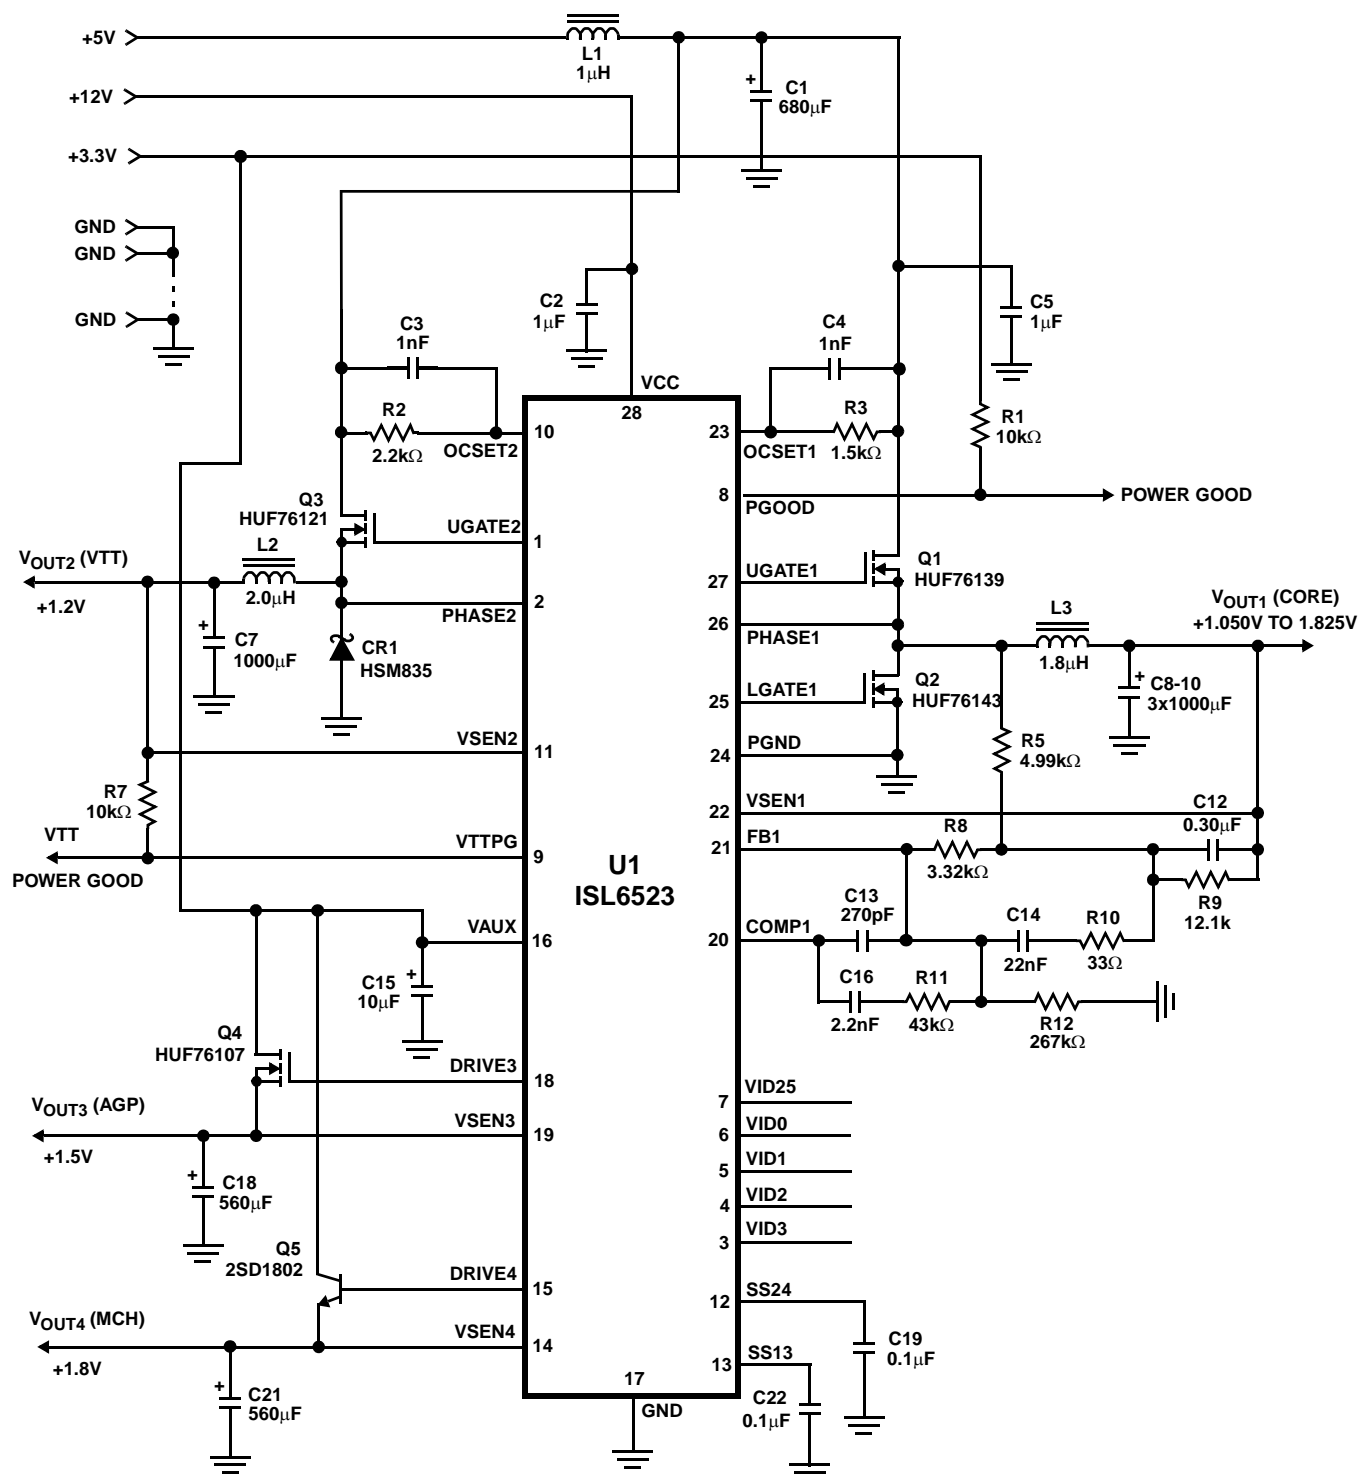 +5V
L1
1μH
+12V
C1
680μF
+3.3V
GND
GND
GND
C2
1μF
C5
1μF
C3
1nF
C4
1nF
VCC
28
R2
2.2kΩ
10
OCSET2
23
OCSET1
R3
1.5kΩ
R1
10kΩ
8
PGOOD
POWER GOOD
Q3
HUF76121
UGATE2
1
VOUT2 (VTT)
+1.2V
L2
2.0μH
2
PHASE2
C7
1000μF
CR1
HSM835
27
UGATE1
Q1
HUF76139
26
PHASE1
L3
1.8μH
VOUT1 (CORE)
+1.050V TO 1.825V
25
LGATE1
Q2
HUF76143
C8-10
3x1000μF
VSEN2
11
24
PGND
R5
4.99kΩ
R7
10kΩ
22
VSEN1
C12
0.30μF
VTT
POWER GOOD
VTTPG
9
21
FB1
R8
3.32kΩ
R9
12.1k
U1
ISL6523
VAUX
16
20
COMP1
C13
270pF
C14
22nF
R10
33Ω
C15
10μF
C16
2.2nF
R11
43kΩ
R12
267kΩ
Q4
HUF76107
DRIVE3
18
7
VID25
VOUT3 (AGP)
+1.5V
VSEN3
19
6
VID0
5
VID1
C18
560μF
4
VID2
3
VID3
Q5
2SD1802
DRIVE4
15
12
SS24
VOUT4 (MCH)
+1.8V
VSEN4
14
C19
0.1μF
13
SS13
C21
560μF
17
GND
C22
0.1μF